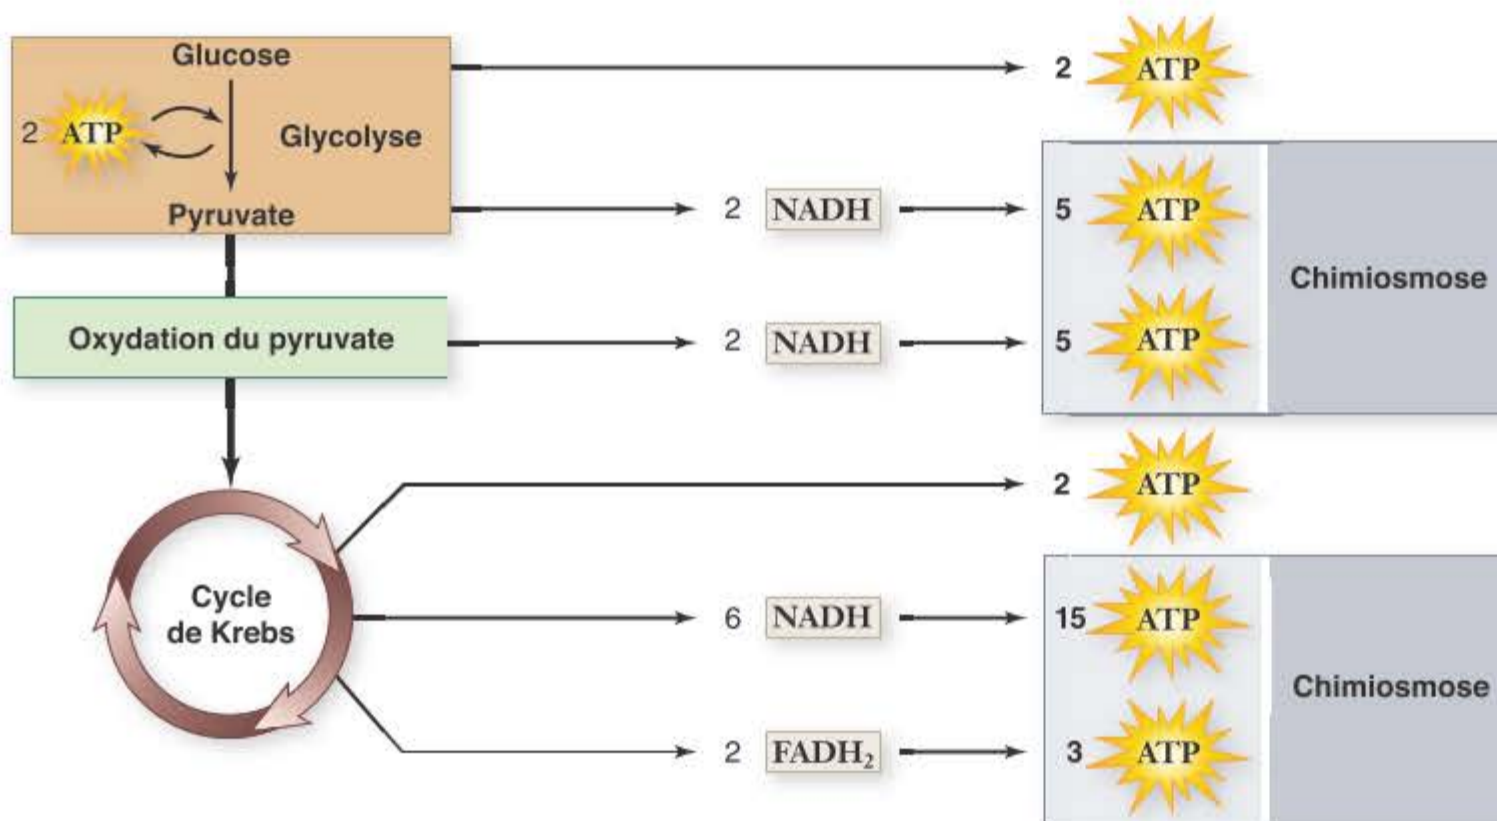 Glucose
2 ATP
Glycolyse
Pyruvate
2 ATP
2 NADH 5 ATP
Chimiosmose
Oxydation du pyruvate
2 NADH 5 ATP
2 ATP
Cycle
de Krebs
6 NADH 15 ATP
Chimiosmose
2 FADH₂ 3 ATP